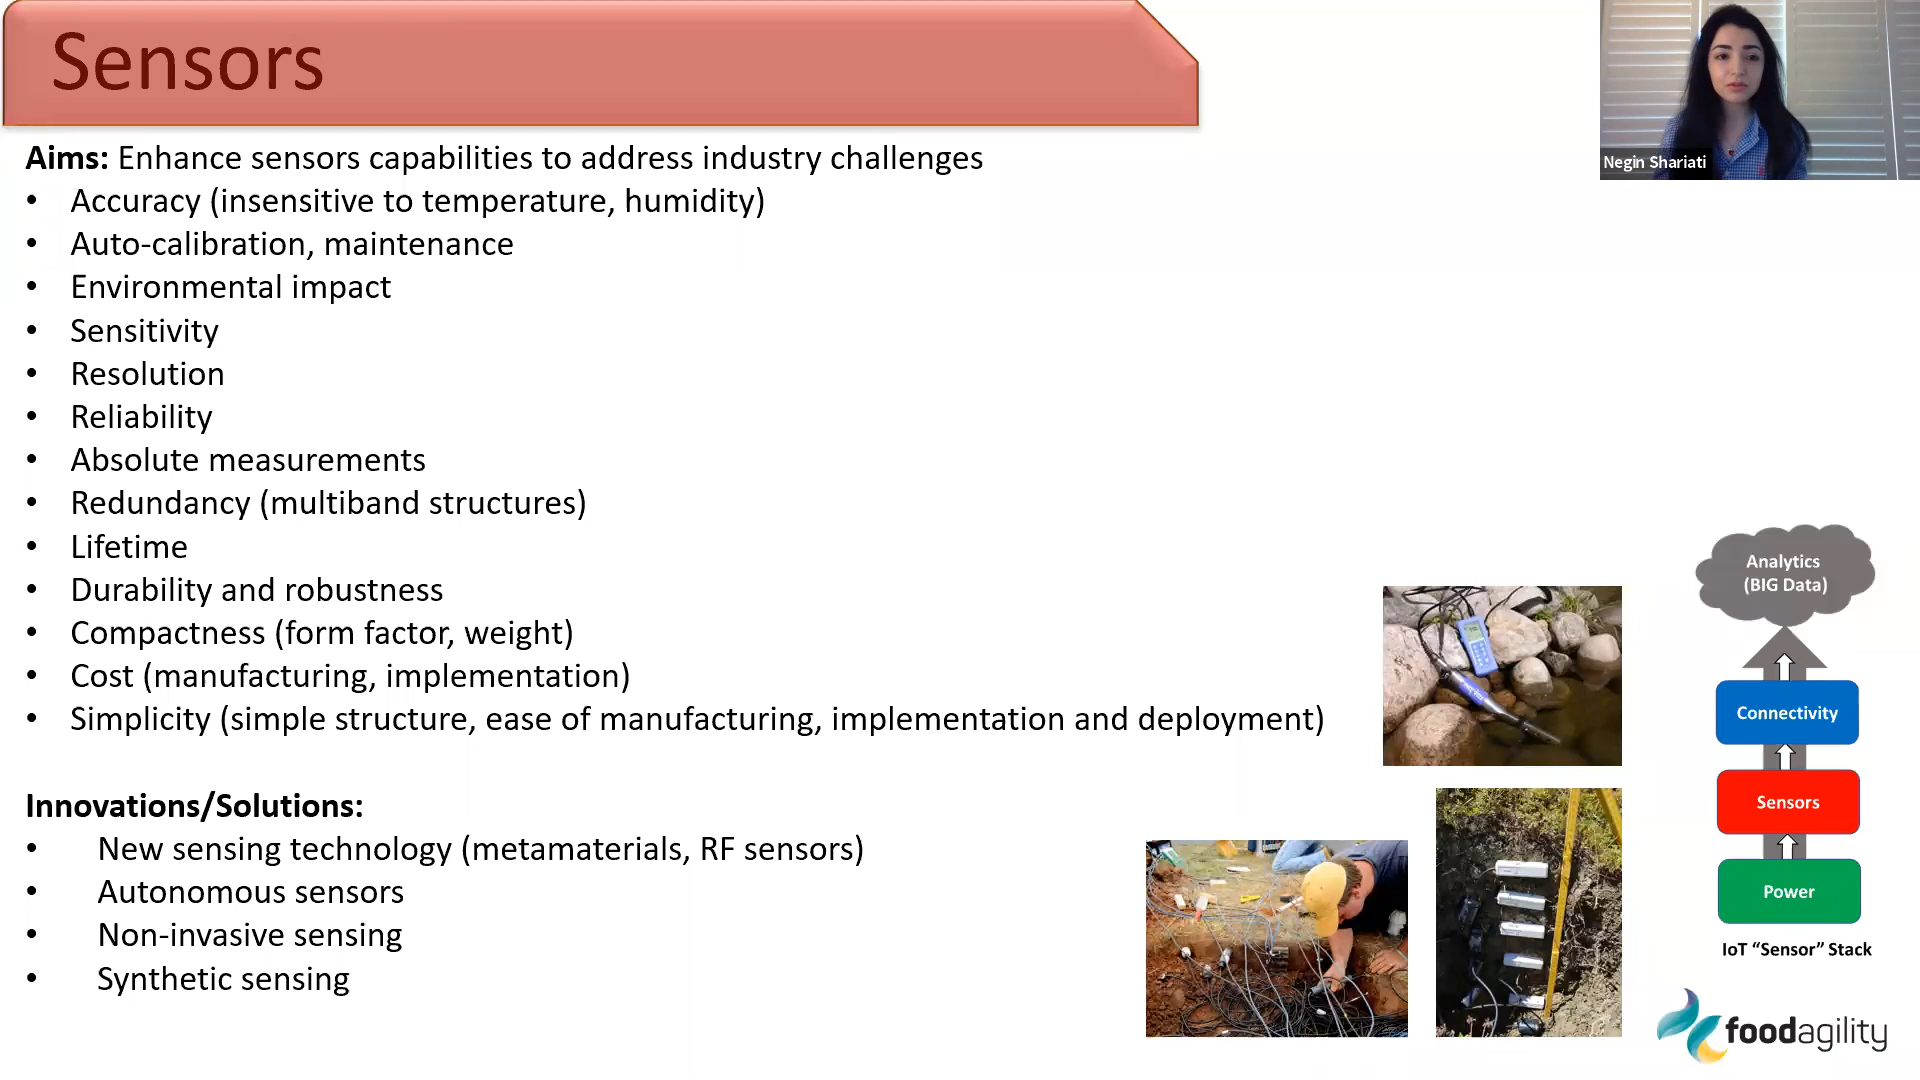 Sensors
Negin Shariati
Aims: Enhance sensors capabilities to address industry challenges
• Accuracy (insensitive to temperature, humidity)
• Auto-calibration, maintenance
• Environmental impact
• Sensitivity
• Resolution
• Reliability
• Absolute measurements
• Redundancy (multiband structures)
• Lifetime
• Durability and robustness
• Compactness (form factor, weight)
• Cost (manufacturing, implementation)
• Simplicity (simple structure, ease of manufacturing, implementation and deployment)
Innovations/Solutions:
• New sensing technology (metamaterials, RF sensors)
• Autonomous sensors
• Non-invasive sensing
• Synthetic sensing
Analytics
(BIG Data)
Connectivity
Sensors
Power
IoT “Sensor” Stack
foodagility